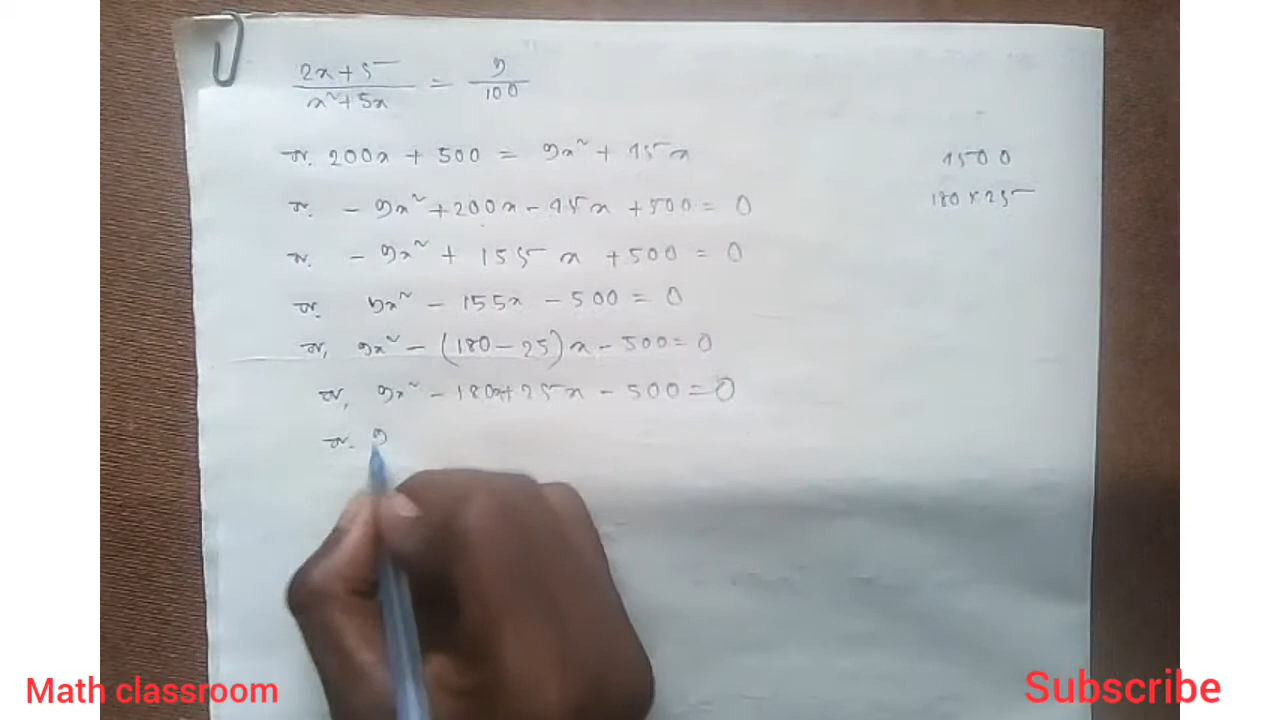 2x + 5 / x² + 5x = 9 / 100
বা. 200x + 500 = 9x² + 45x
বা. - 9x² + 200x - 45x + 500 = 0
বা. - 9x² + 155x + 500 = 0
বা. 9x² - 155x - 500 = 0
বা, 9x² - (180 - 25)x - 500 = 0
বা, 9x² - 180x + 25x - 500 = 0
বা. 9
4500
180 x 25
Math classroom
Subscribe